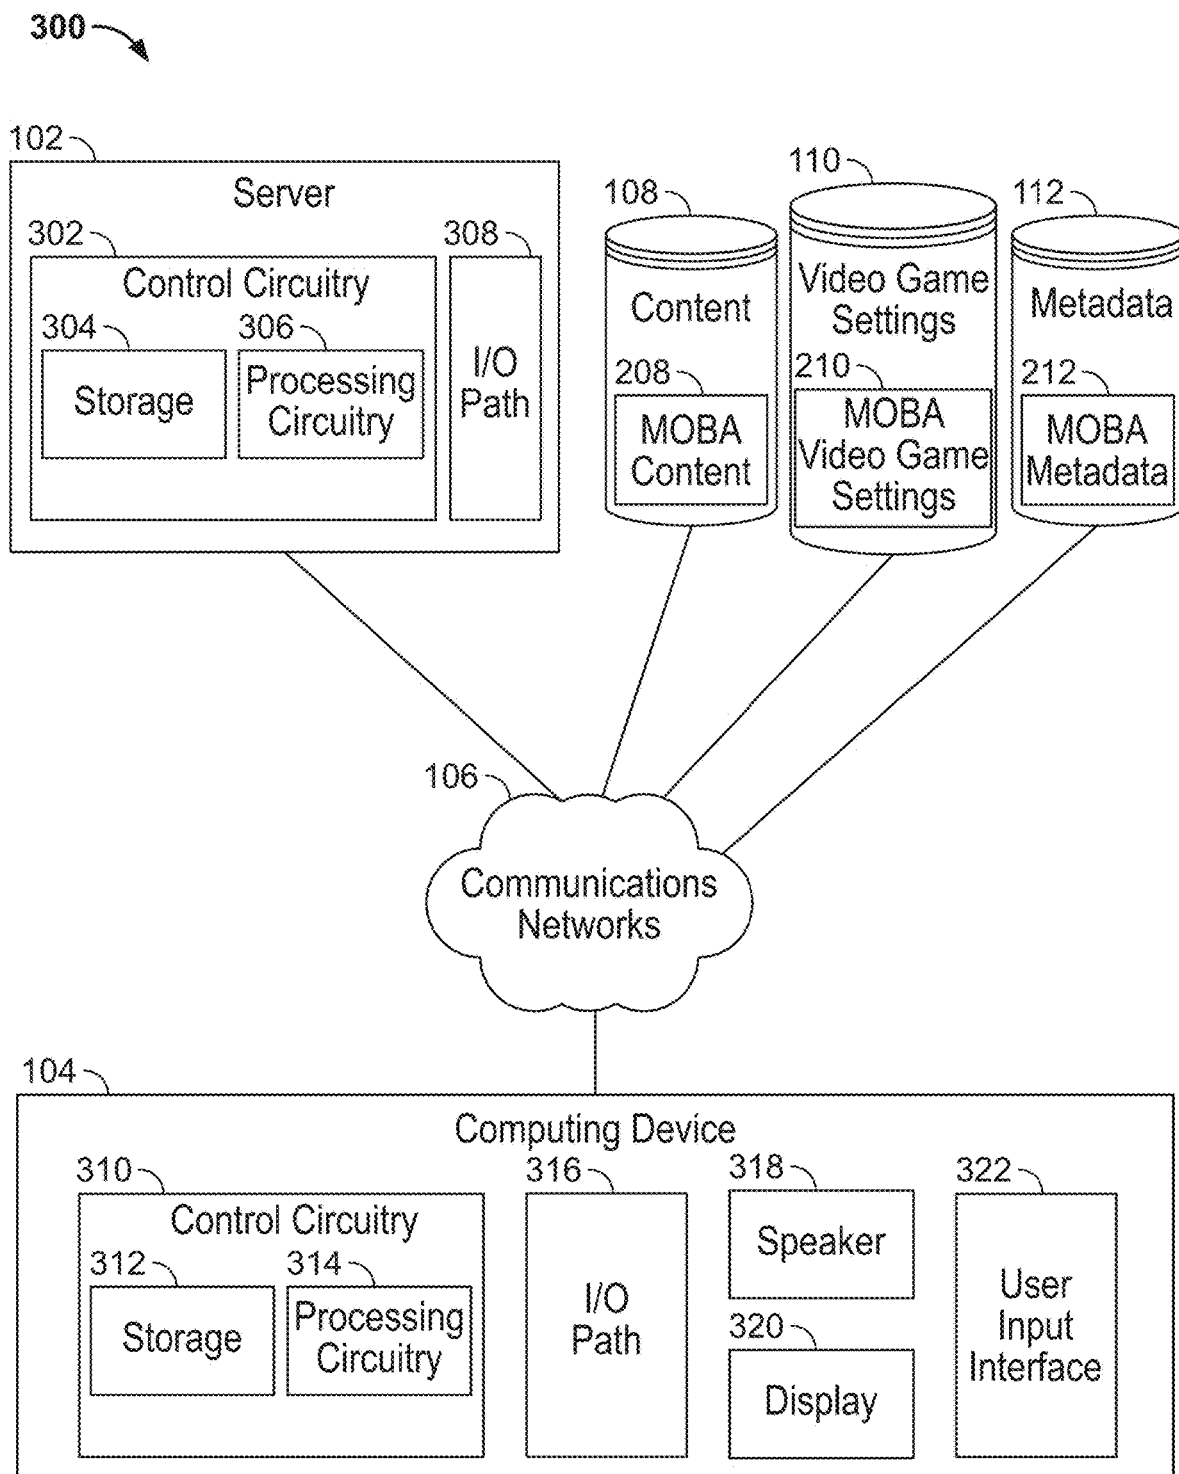 300
102
Server
302
Control Circuitry
304
Storage
306
Processing
Circuitry
308
I/O
Path
108
Content
208
MOBA
Content
110
Video Game
Settings
210
MOBA
Video Game
Settings
112
Metadata
212
MOBA
Metadata
106
Communications
Networks
104
Computing Device
310
Control Circuitry
312
Storage
314
Processing
Circuitry
316
I/O
Path
318
Speaker
320
Display
322
User
Input
Interface